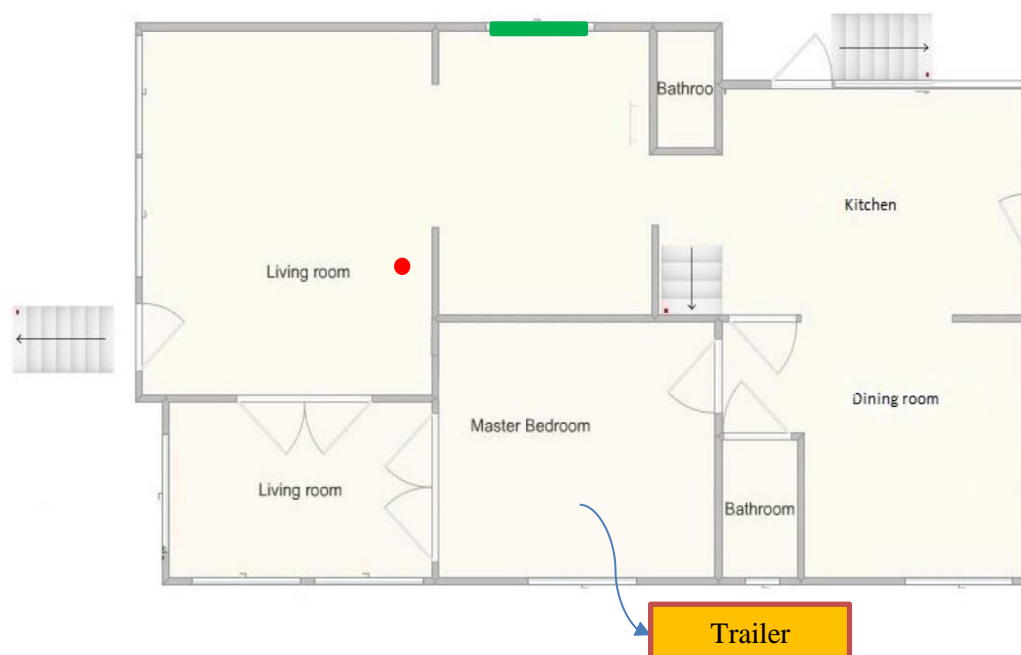 Bathroo
Kitchen
Living room
Dining room
Master Bedroom
Living room
Bathroom
Trailer